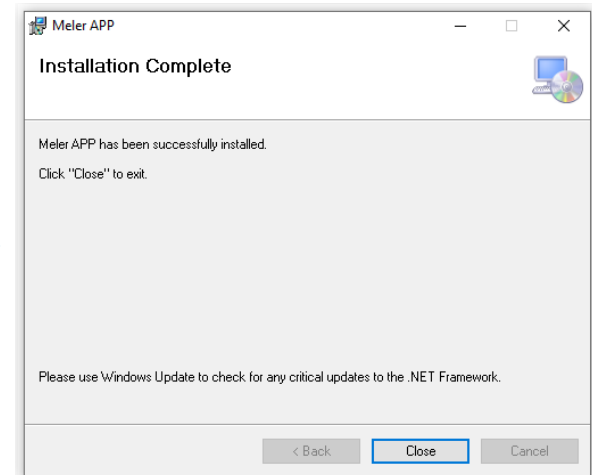 Meler APP
Installation Complete
Meler APP has been successfully installed.
Click "Close" to exit.
Please use Windows Update to check for any critical updates to the .NET Framework.
< Back Close Cancel